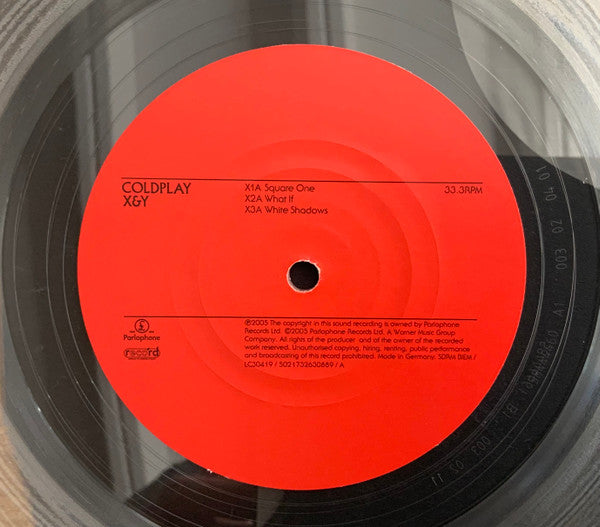 COLDPLAY
X&Y
X1A Square One
X2A What If
X3A White Shadows
33.3RPM
Parlophone
record
℗2005 The copyright in this sound recording is owned by Parlophone
Records Ltd. ©2005 Parlophone Records Ltd. A Warner Music Group
Company. All rights of the producer and of the owner of the recorded
work reserved. Unauthorised copying, hiring, renting, public performance
and broadcasting of this record prohibited. Made in Germany. SDRM BIEM /
LC30419 / 5021732650889 / A